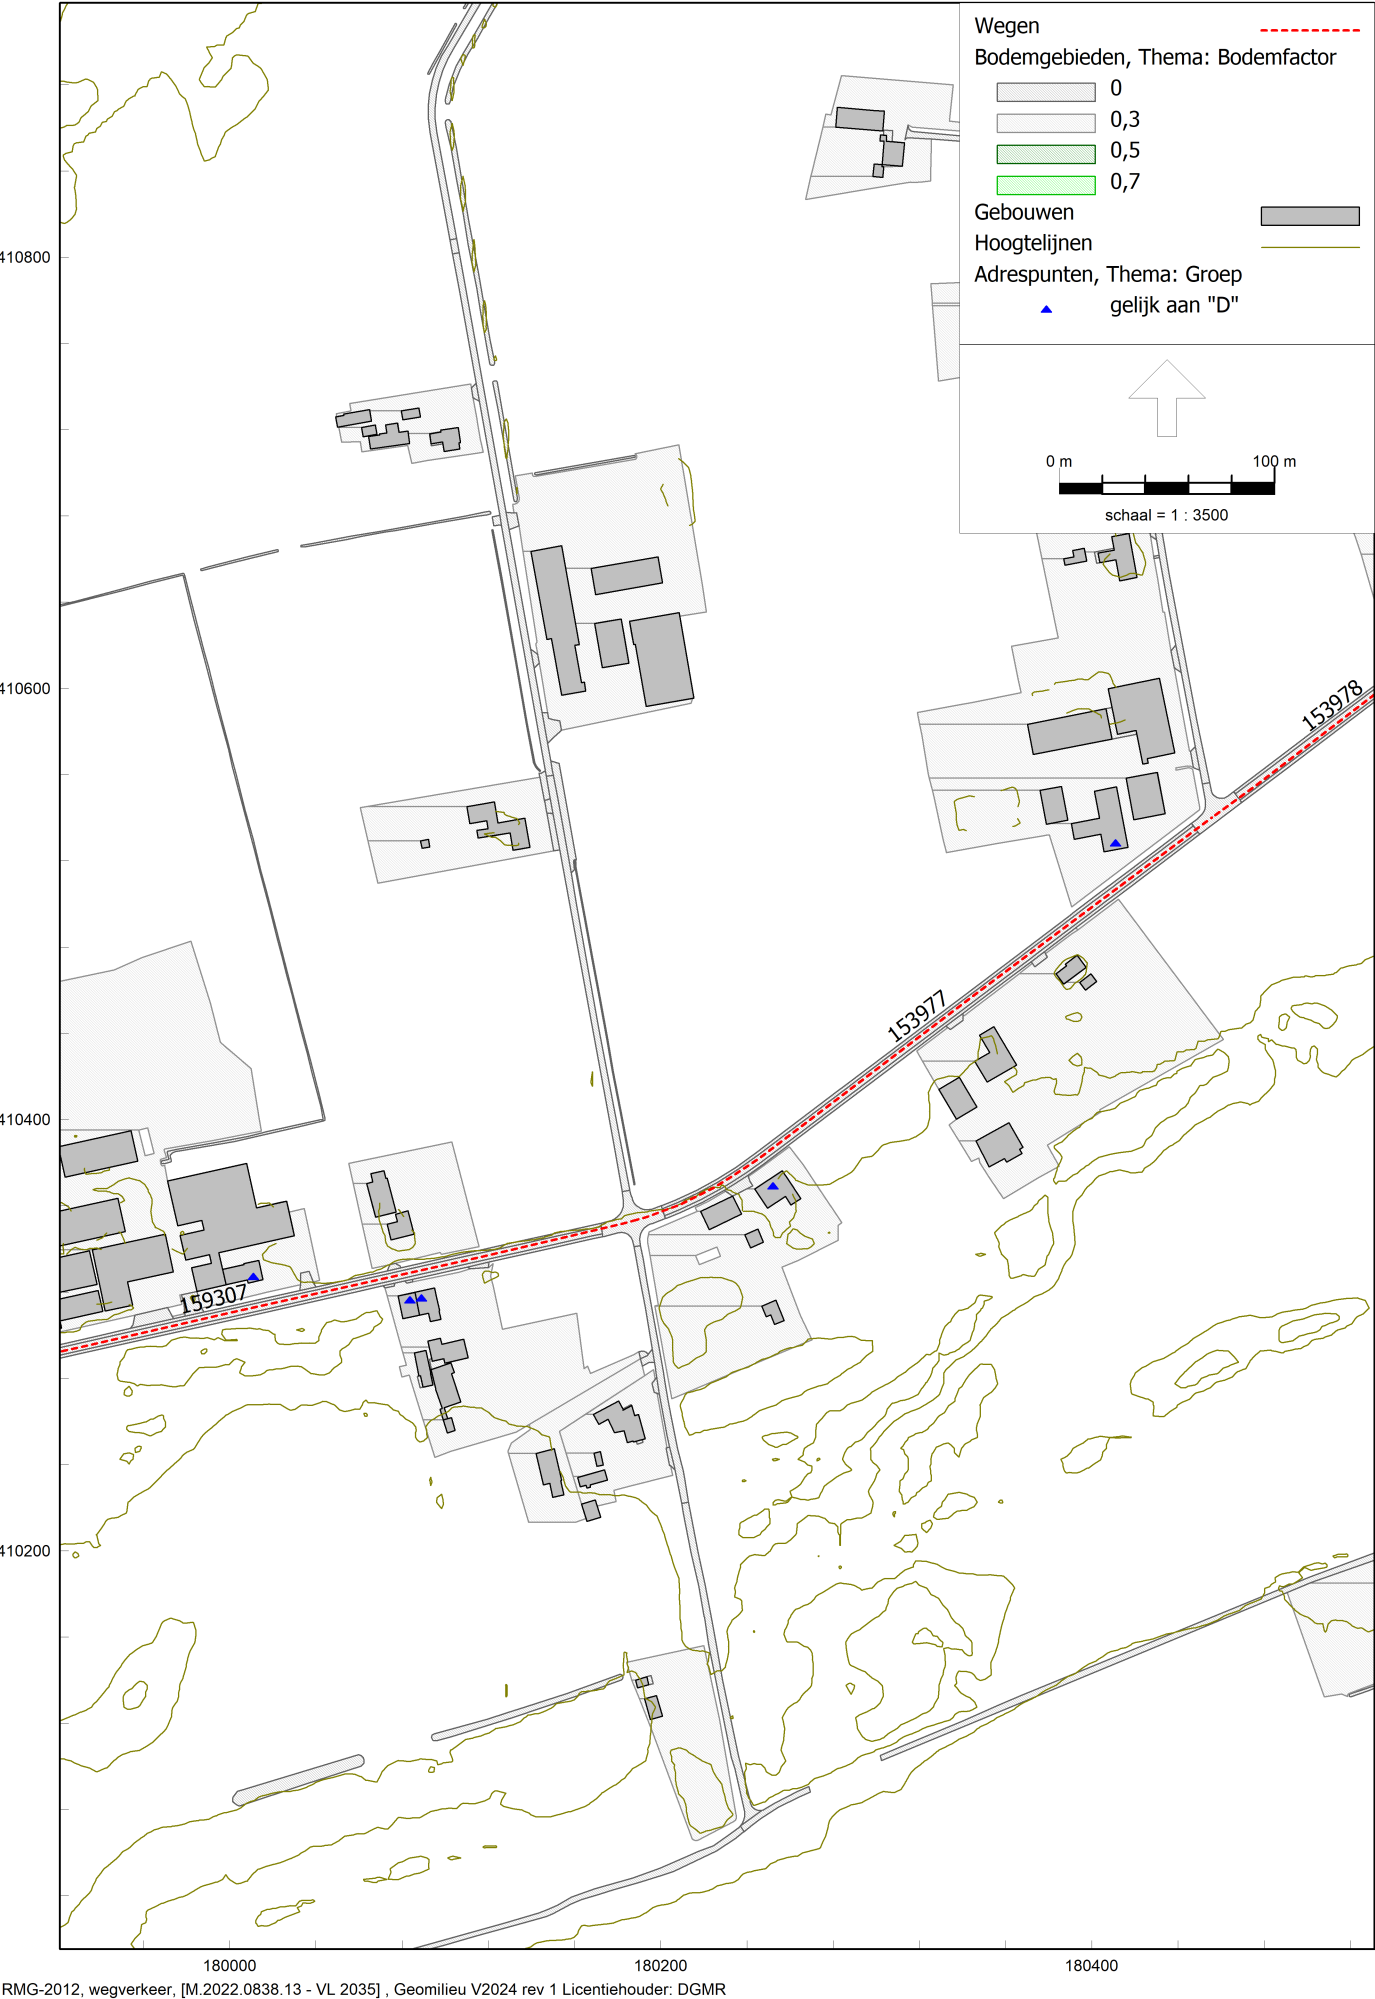 Wegen
Bodemgebieden, Thema: Bodemfactor
0
0,3
0,5
0,7
Gebouwen
Hoogtelijnen
Adrespunten, Thema: Groep
gelijk aan "D"
0 m 100 m
schaal = 1 : 3500
410800
410600
410400
410200
153978
153977
159307
180000 180200 180400
RMG-2012, wegverkeer, [M.2022.0838.13 - VL 2035] , Geomilieu V2024 rev 1 Licentiehouder: DGMR